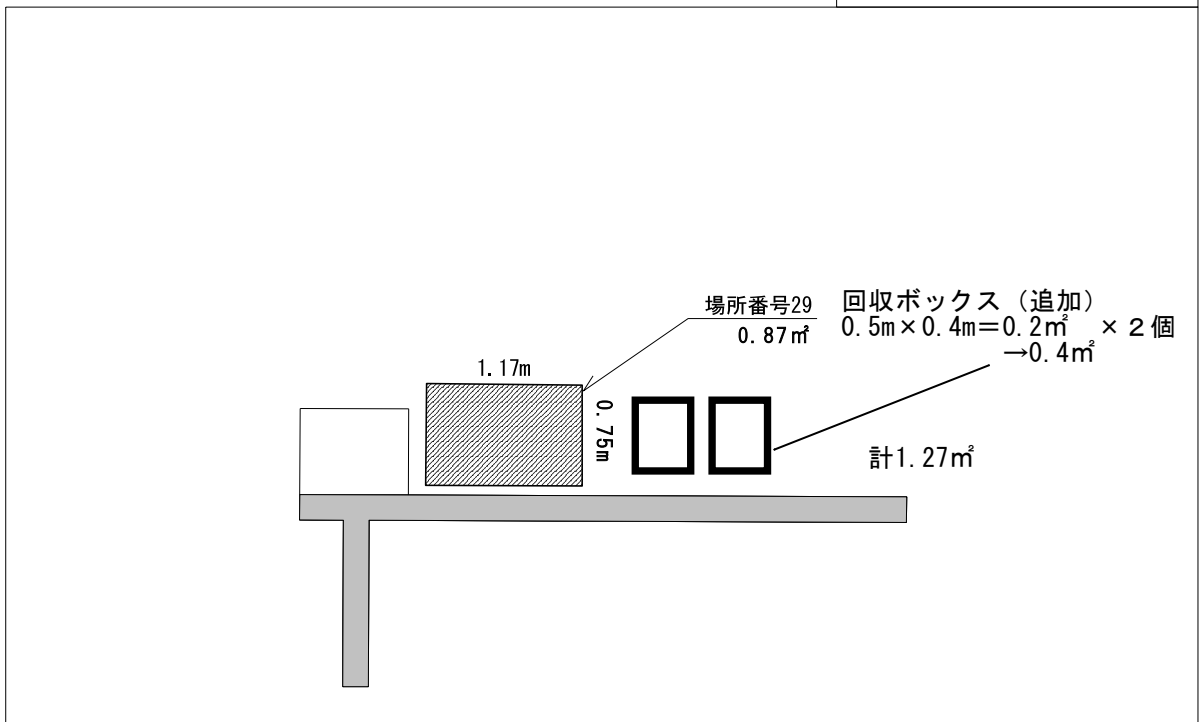 場所番号29
0.87㎡
回収ボックス（追加）
0.5m×0.4m＝0.2㎡ ×２個
→0.4㎡
1.17m
0.75m
計1.27㎡